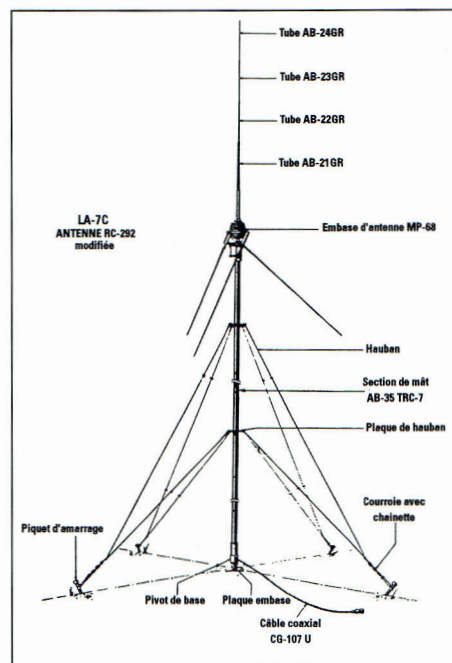 Tube AB-24GR
Tube AB-23GR
Tube AB-22GR
Tube AB-21GR
LA-7C
ANTENNE RC-292
modifiée
Embase d'antenne MP-68
Hauban
Section de mât
AB-35 TRC-7
Plaque de hauban
Courroie avec
chainette
Piquet d'amarrage
Pivot de base
Plaque embase
Câble coaxial
CG-107 U